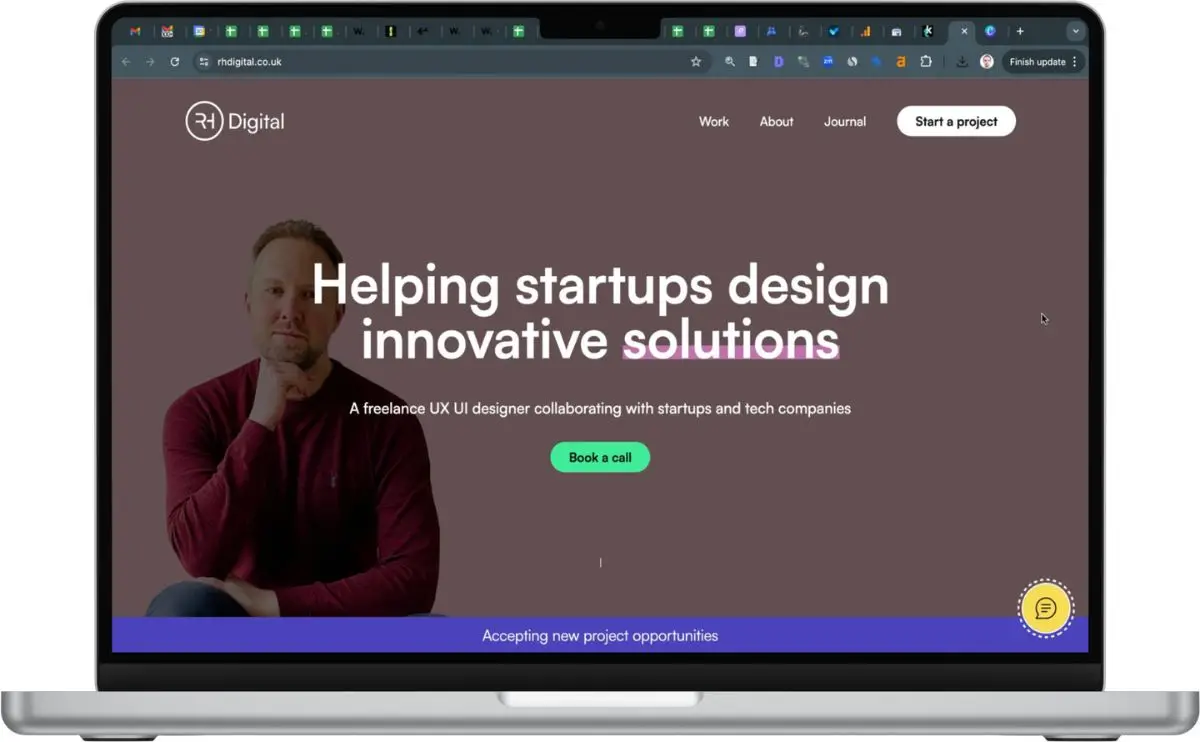 rhdigital.co.uk
Finish update
RH Digital
Work
About
Journal
Start a project
Helping startups design
innovative solutions
A freelance UX UI designer collaborating with startups and tech companies
Book a call
Accepting new project opportunities